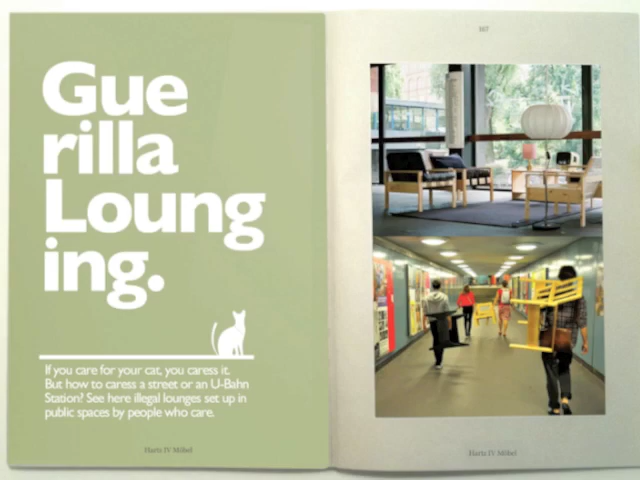 Gue
rilla
Loung
ing.
If you care for your cat, you caress it.
But how to caress a street or an U-Bahn
Station? See here illegal lounges set up in
public spaces by people who care.
Hartz IV Möbel
167
Hartz IV Möbel